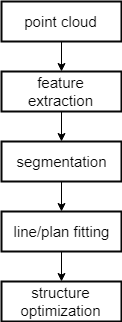 point cloud
feature
extraction
segmentation
line/plan fitting
structure
optimization